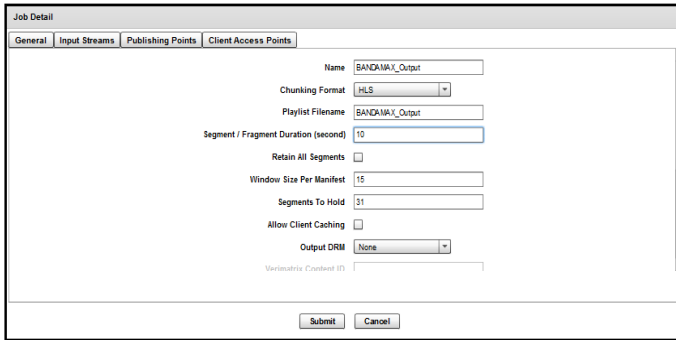 Job Detail
General Input Streams Publishing Points Client Access Points
Name BANDAMAX_Output
Chunking Format HLS
Playlist Filename BANDAMAX_Output
Segment / Fragment Duration (second) 10
Retain All Segments
Window Size Per Manifest 15
Segments To Hold 31
Allow Client Caching
Output DRM None
Verimatrix Content ID
Submit Cancel